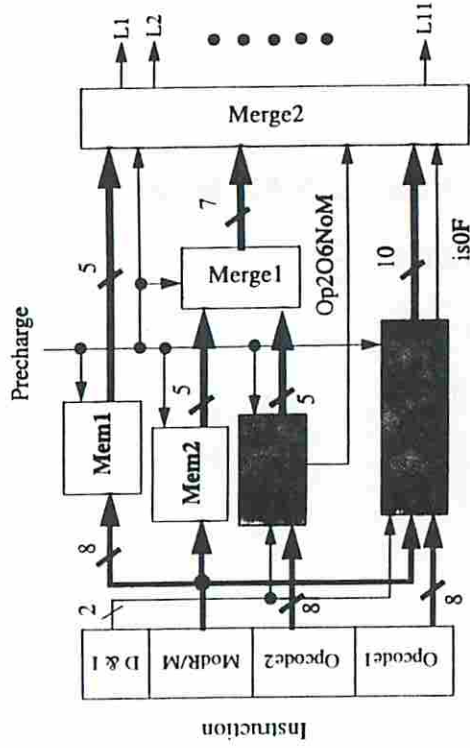 Instruction
D & I
ModR/M
Opcode2
Opcode1
2
8
8
8
Precharge
Mem1
Mem2
5
5
5
Merge1
7
Op2O6NoM
10
is0F
Merge2
L1
L2
L11